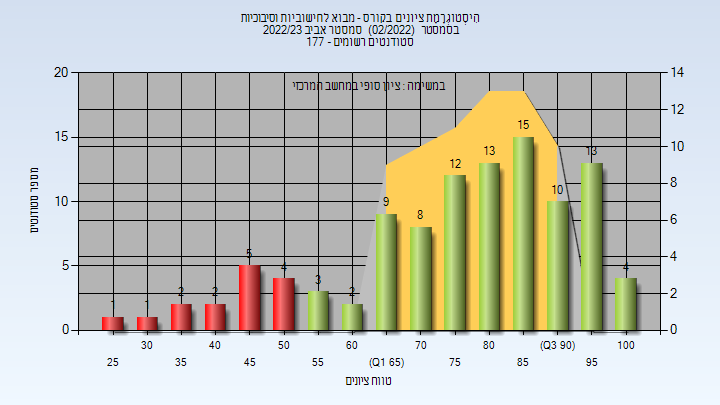 היסטוגרמת ציונים בקורס - מבוא לחישוביות וסיבוכיות
בסמסטר (02/2022) סמסטר אביב 2022/23
סטודנטים רשומים - 177
במשימה : ציון סופי במחשב המרכזי
20 15 10 5 0
מספר סטודנטים
14 12 10 8 6 4 2 0
1 1 2 2 5 4 3 2 9 8 12 13 15 10 13 4
30 40 50 60 70 80 (Q3 90) 100
25 35 45 55 (Q1 65) 75 85 95
טווח ציונים